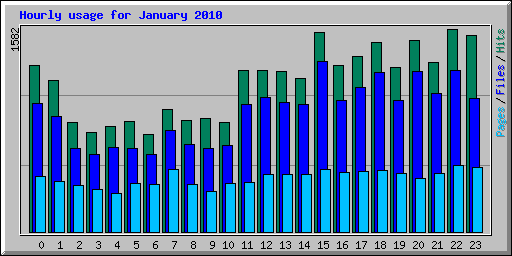 Hourly usage for January 2010
1582
Pages/Files/Hits
0 1 2 3 4 5 6 7 8 9 10 11 12 13 14 15 16 17 18 19 20 21 22 23